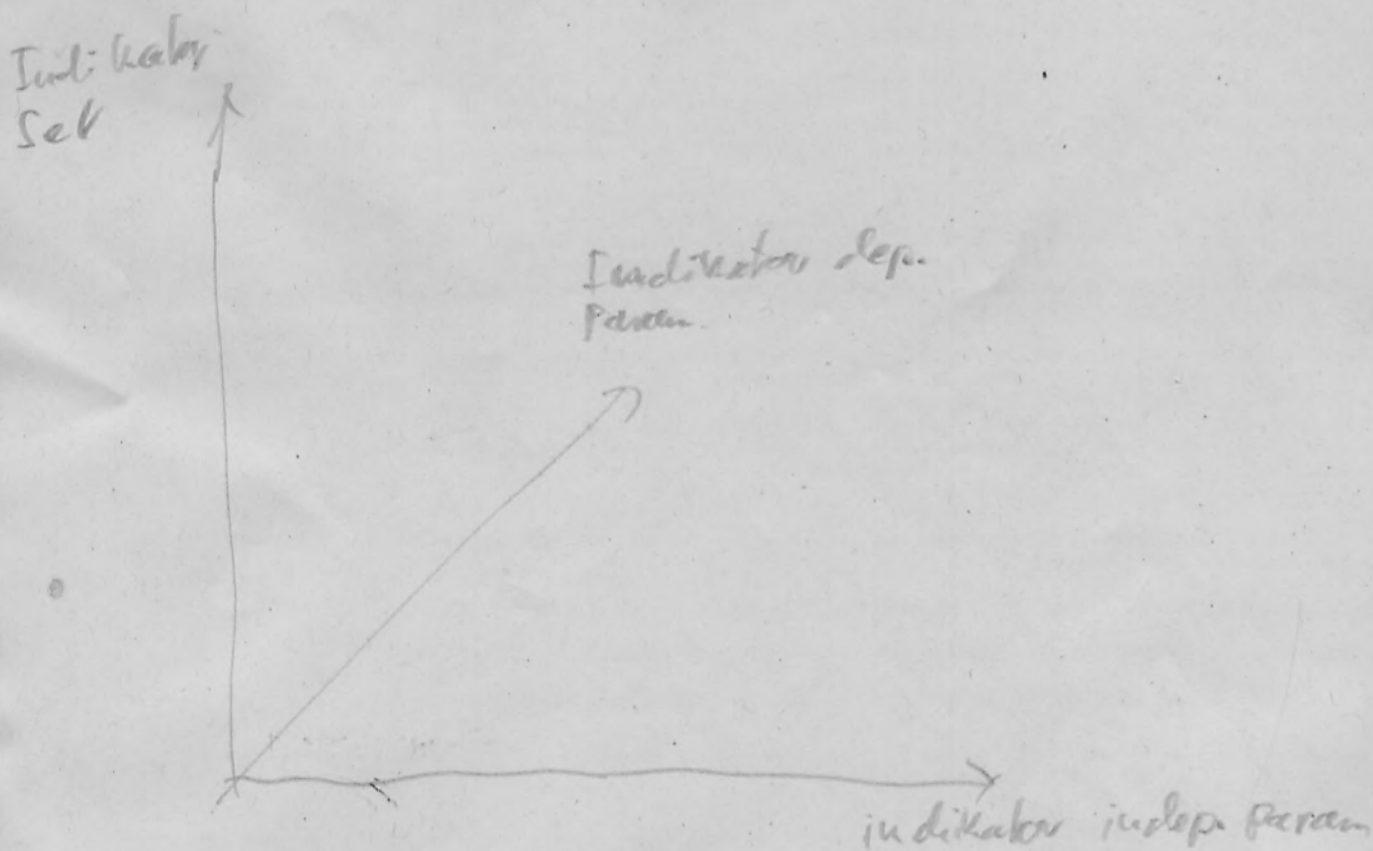 Indikator
Set
Indikator dep.
Param.
indikator indep. Param